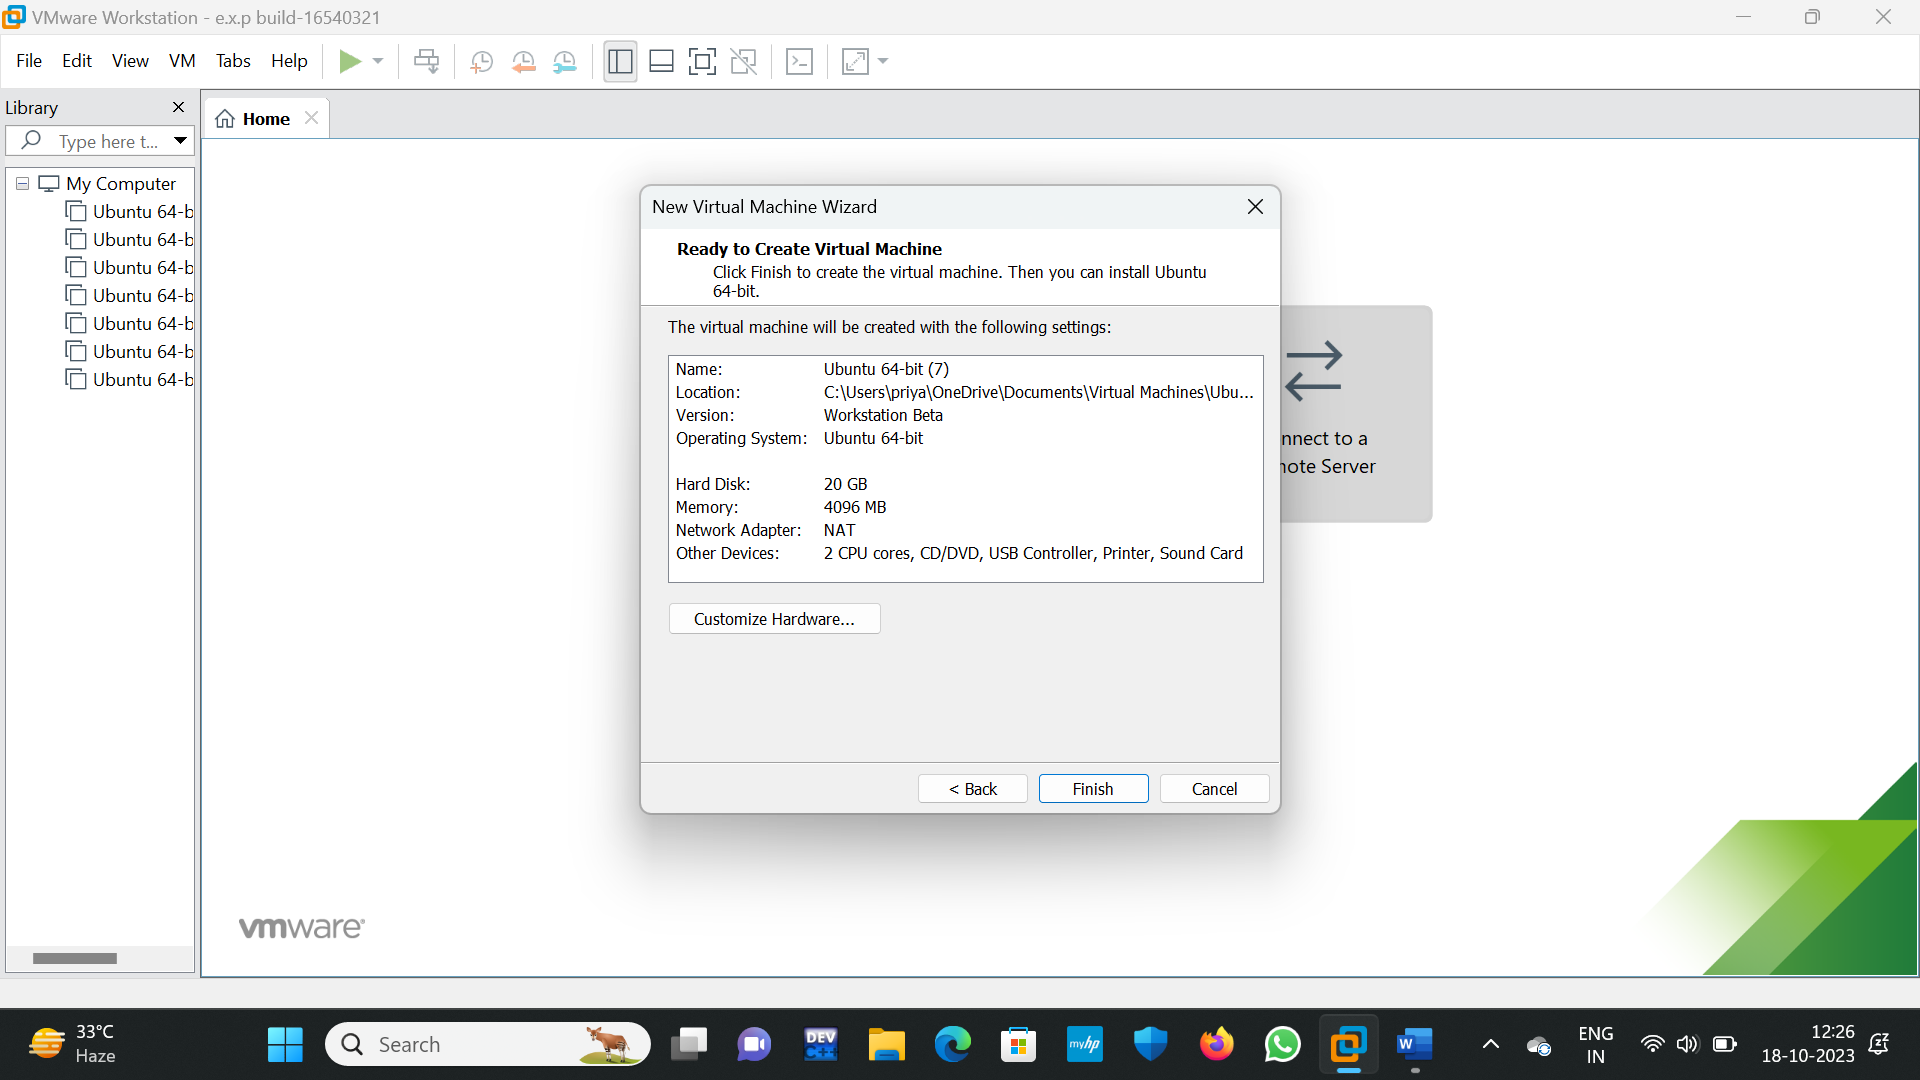 VMware Workstation - e.x.p build-16540321
File Edit View VM Tabs Help
Library
Home
Type here t...
My Computer
Ubuntu 64-b
Ubuntu 64-b
Ubuntu 64-b
Ubuntu 64-b
Ubuntu 64-b
Ubuntu 64-b
Ubuntu 64-b
New Virtual Machine Wizard
Ready to Create Virtual Machine
Click Finish to create the virtual machine. Then you can install Ubuntu
64-bit.
The virtual machine will be created with the following settings:
Name: Ubuntu 64-bit (7)
Location: C:\Users\priya\OneDrive\Documents\Virtual Machines\Ubu...
Version: Workstation Beta
Operating System: Ubuntu 64-bit
Hard Disk: 20 GB
Memory: 4096 MB
Network Adapter: NAT
Other Devices: 2 CPU cores, CD/DVD, USB Controller, Printer, Sound Card
Customize Hardware...
< Back Finish Cancel
nnect to a
note Server
vmware
33°C
Haze
Search
DEV
C++
myhp
W
ENG
IN
12:26
18-10-2023